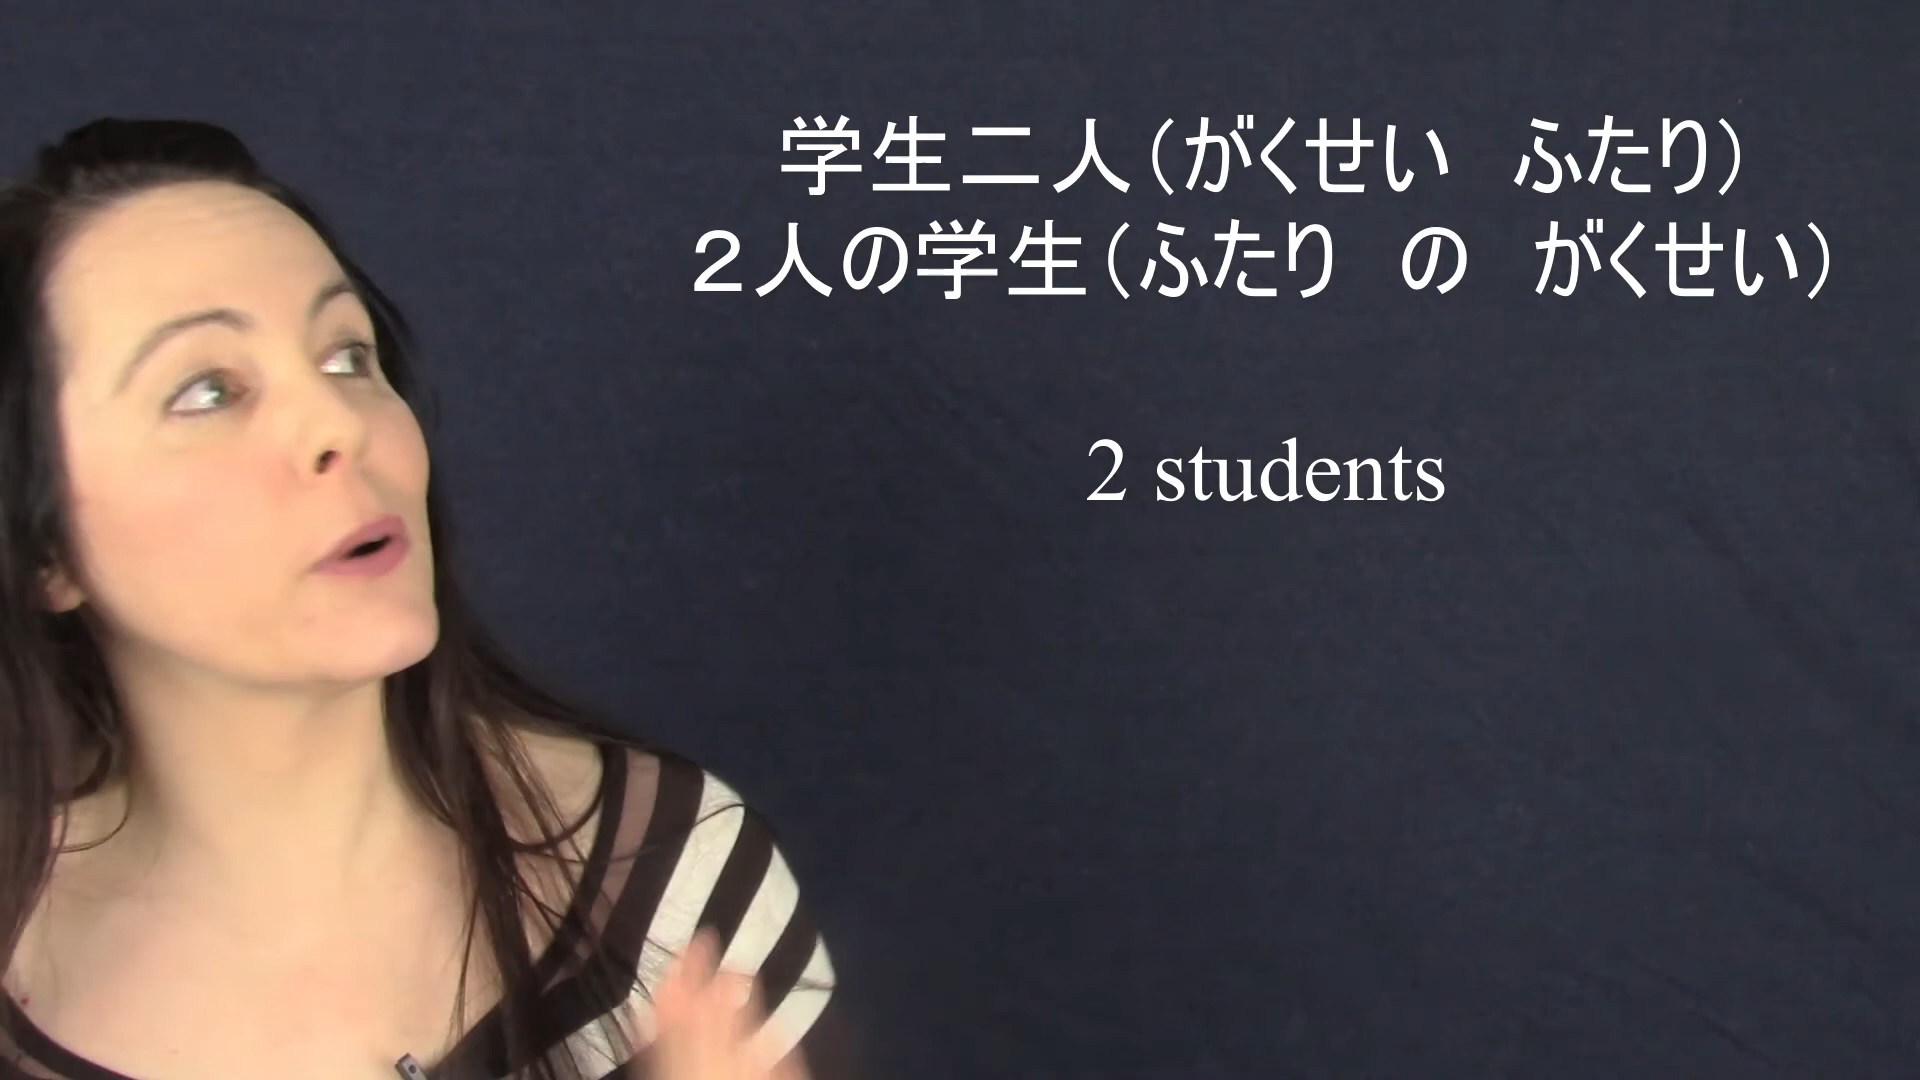 学生二人（がくせい　ふたり）
２人の学生（ふたり　の　がくせい）
2 students